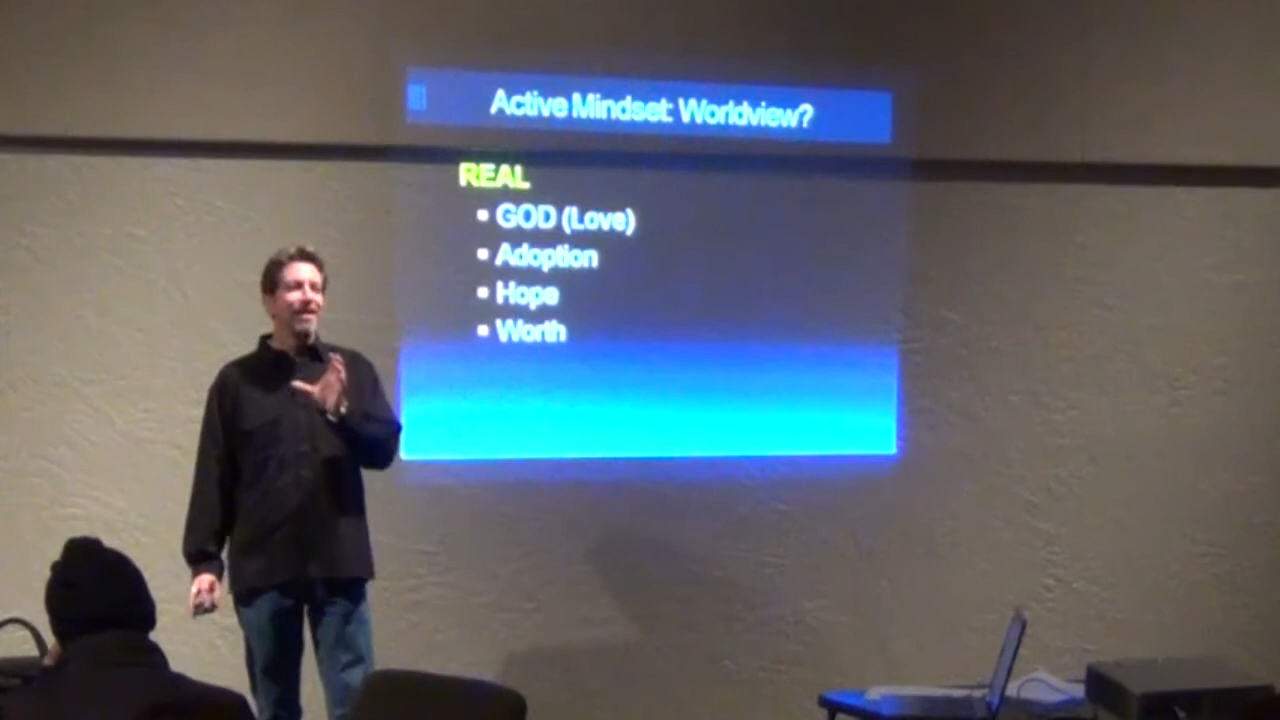 Active Mindset: Worldview?
REAL
▪ GOD (Love)
▪ Adoption
▪ Hope
▪ Worth